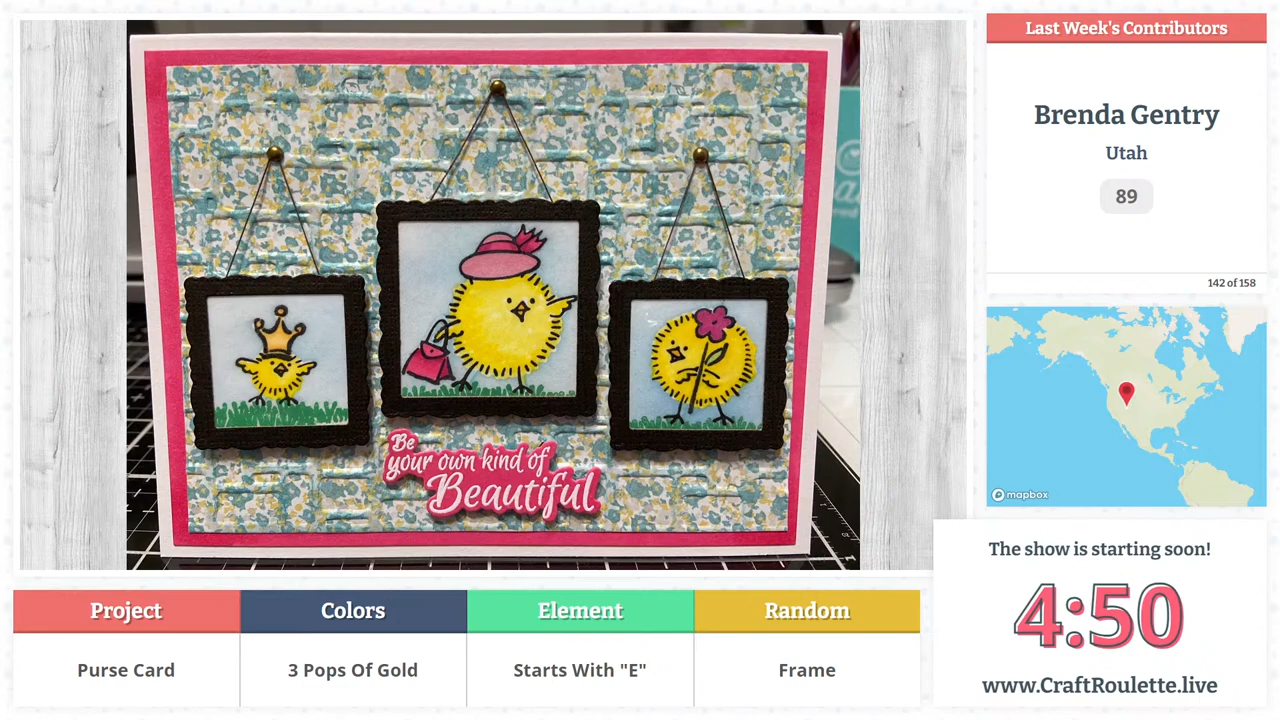 Last Week's Contributors
Brenda Gentry
Utah
89
142 of 158
Be
your own kind of
Beautiful
mapbox
The show is starting soon!
4:50
www.CraftRoulette.live
Project
Colors
Element
Random
Purse Card
3 Pops Of Gold
Starts With "E"
Frame